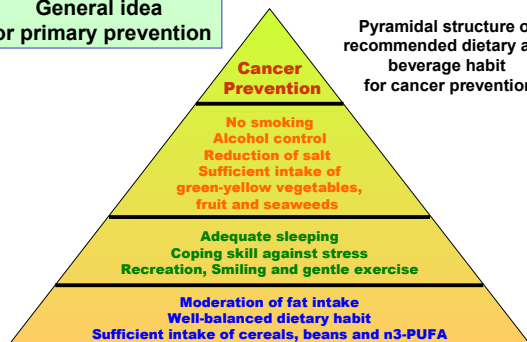 General idea
or primary prevention
Pyramidal structure o
recommended dietary a
beverage habit
for cancer prevention
Cancer
Prevention
No smoking
Alcohol control
Reduction of salt
Sufficient intake of
green-yellow vegetables,
fruit and seaweeds
Adequate sleeping
Coping skill against stress
Recreation, Smiling and gentle exercise
Moderation of fat intake
Well-balanced dietary habit
Sufficient intake of cereals, beans and n3-PUFA